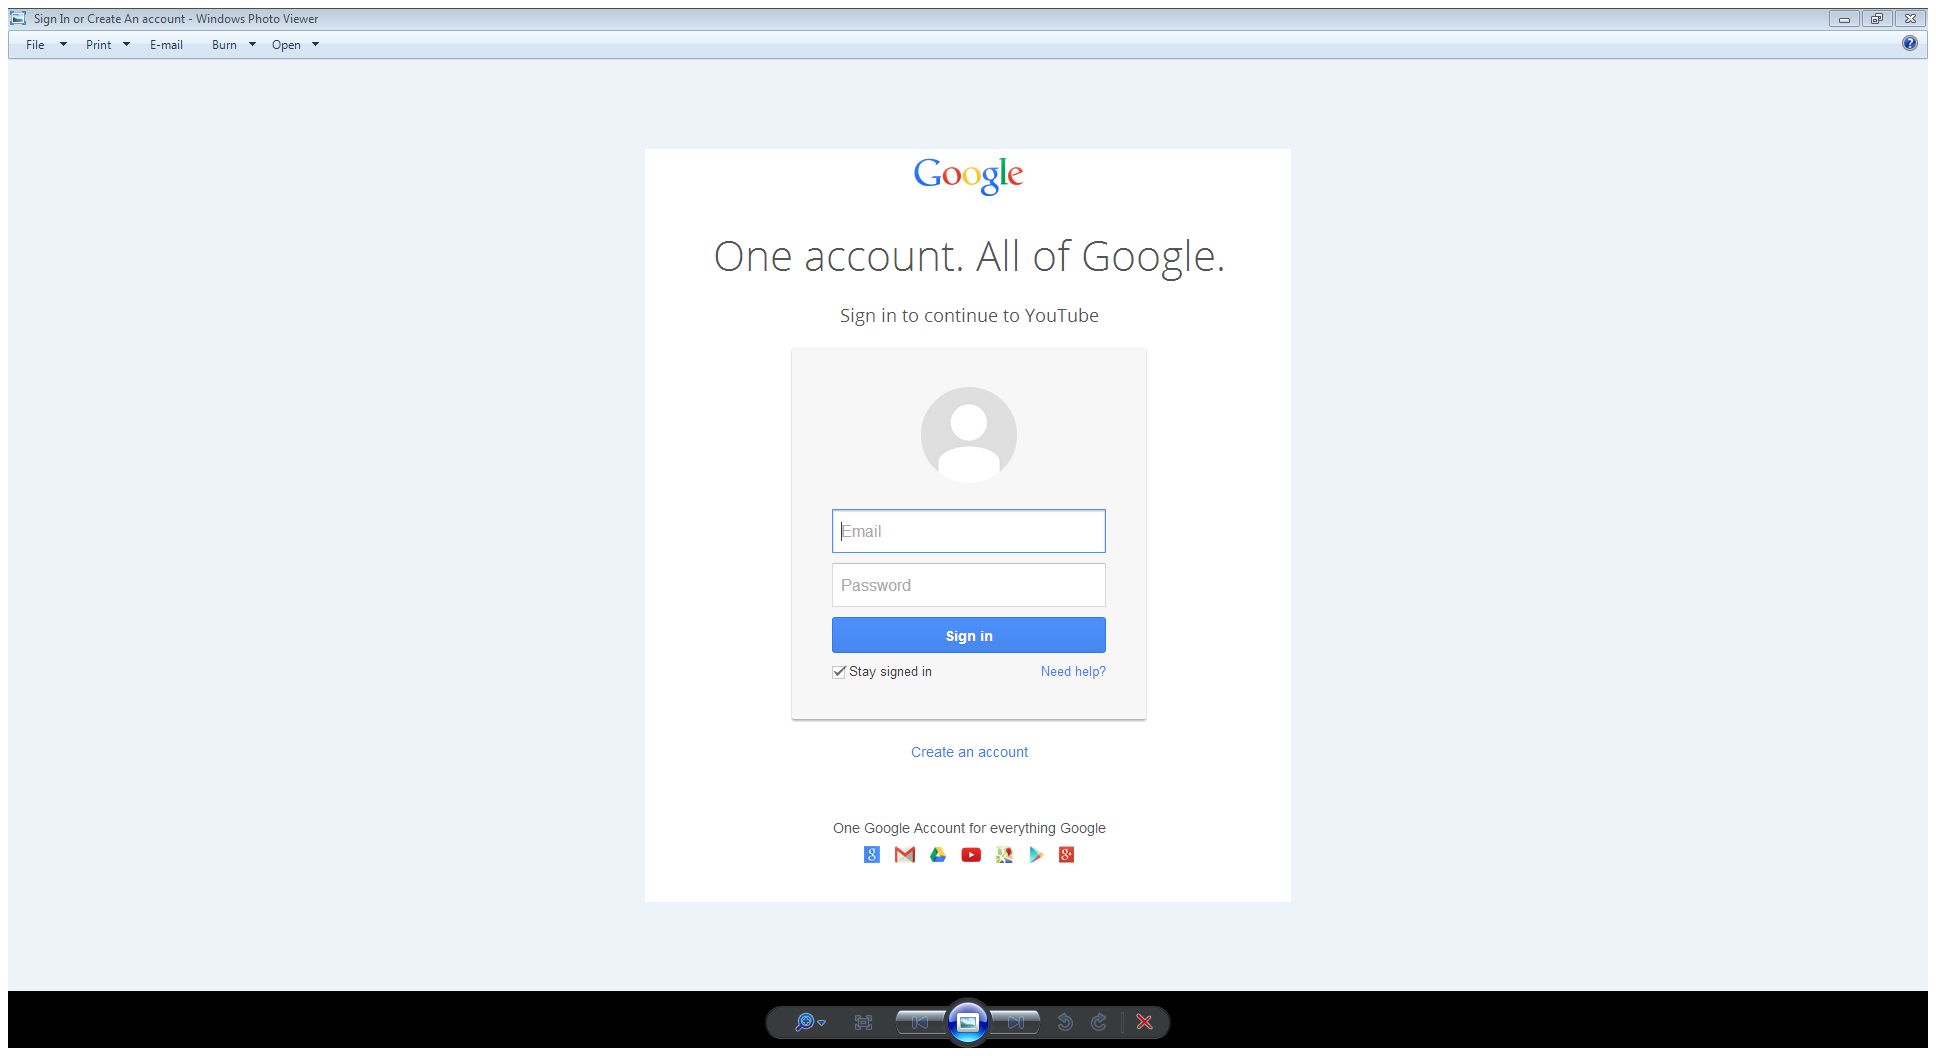 Sign In or Create An account - Windows Photo Viewer
File Print E-mail Burn Open
Google
One account. All of Google.
Sign in to continue to YouTube
Email
Password
Sign in
Stay signed in Need help?
Create an account
One Google Account for everything Google